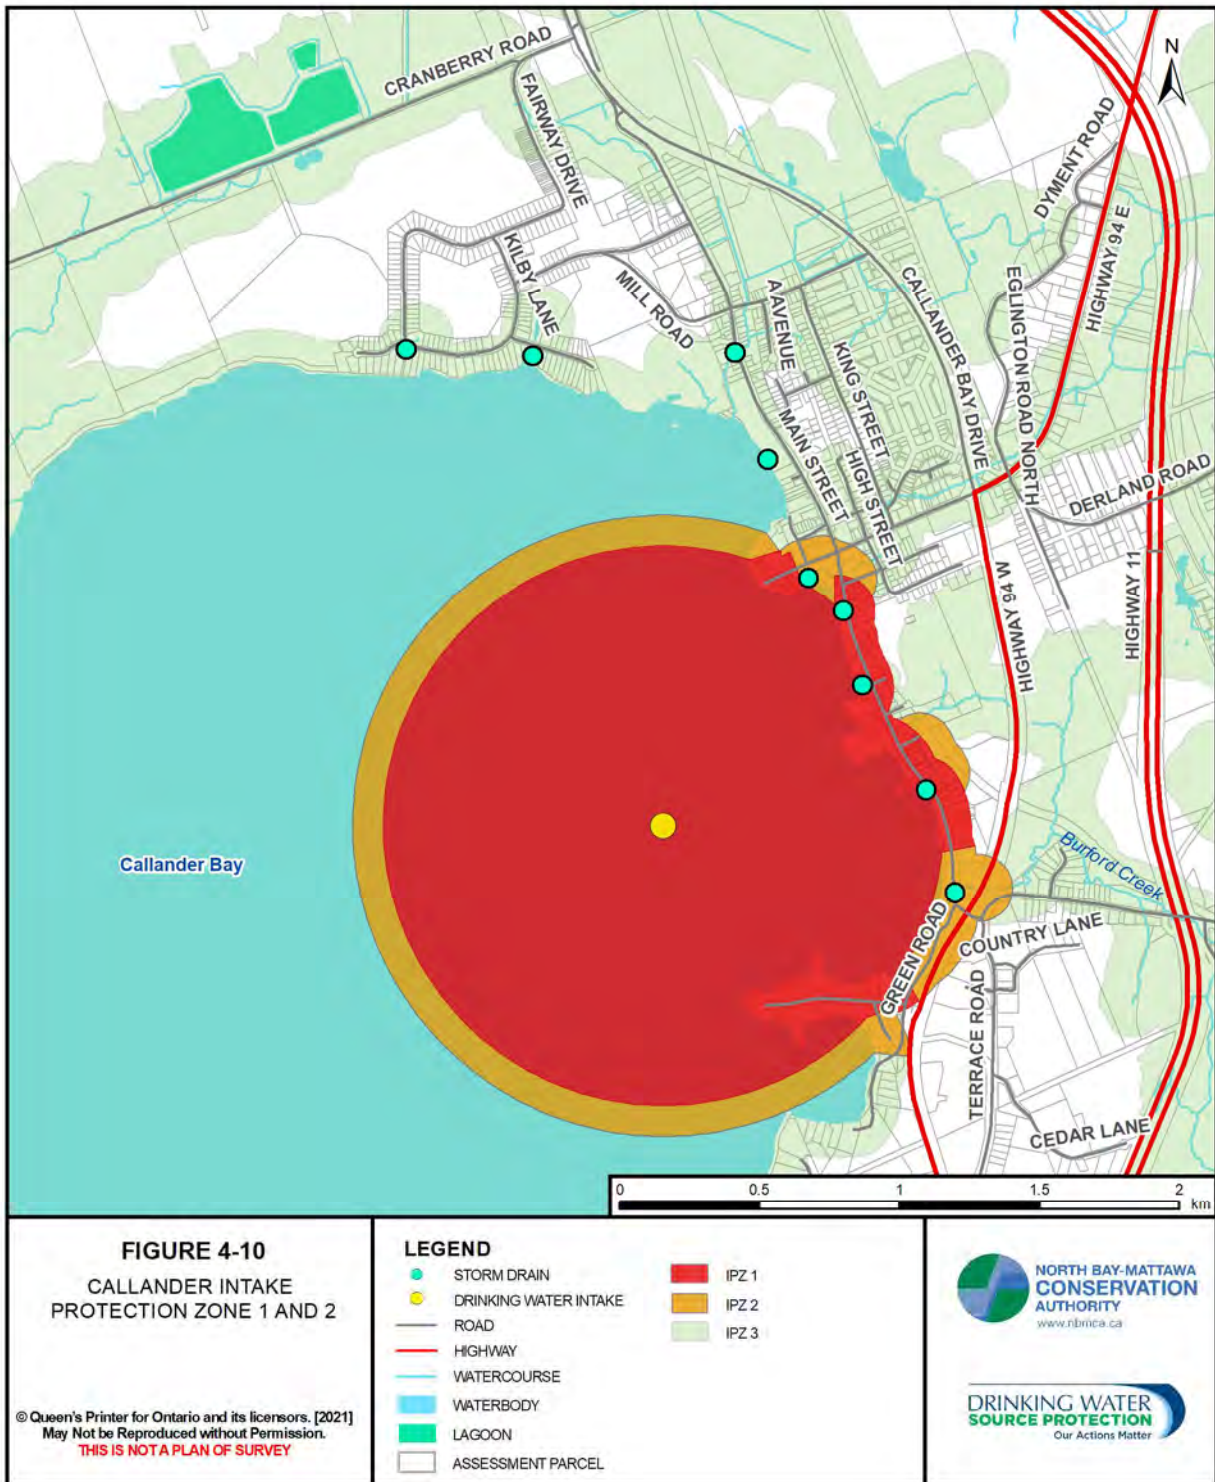 CRANBERRY ROAD
FAIRWAY DRIVE
N
DYMENT ROAD
HIGHWAY 94 E
KILBY LANE
MILL ROAD
A AVENUE
CALLANDER BAY DRIVE
EGLINGTON ROAD NORTH
KING STREET
MAIN STREET
HIGH STREET
DERLAND ROAD
HIGHWAY 94 W
HIGHWAY 11
Callander Bay
Burford Creek
GREEN ROAD
COUNTRY LANE
TERRACE ROAD
CEDAR LANE
0 0.5 1 1.5 2
km
FIGURE 4-10
CALLANDER INTAKE
PROTECTION ZONE 1 AND 2
© Queen's Printer for Ontario and its licensors. [2021]
May Not be Reproduced without Permission.
THIS IS NOT A PLAN OF SURVEY
LEGEND
STORM DRAIN
DRINKING WATER INTAKE
ROAD
HIGHWAY
WATERCOURSE
WATERBODY
LAGOON
ASSESSMENT PARCEL
IPZ 1
IPZ 2
IPZ 3
NORTH BAY-MATTAWA
CONSERVATION
AUTHORITY
www.nbmca.ca
DRINKING WATER
SOURCE PROTECTION
Our Actions Matter